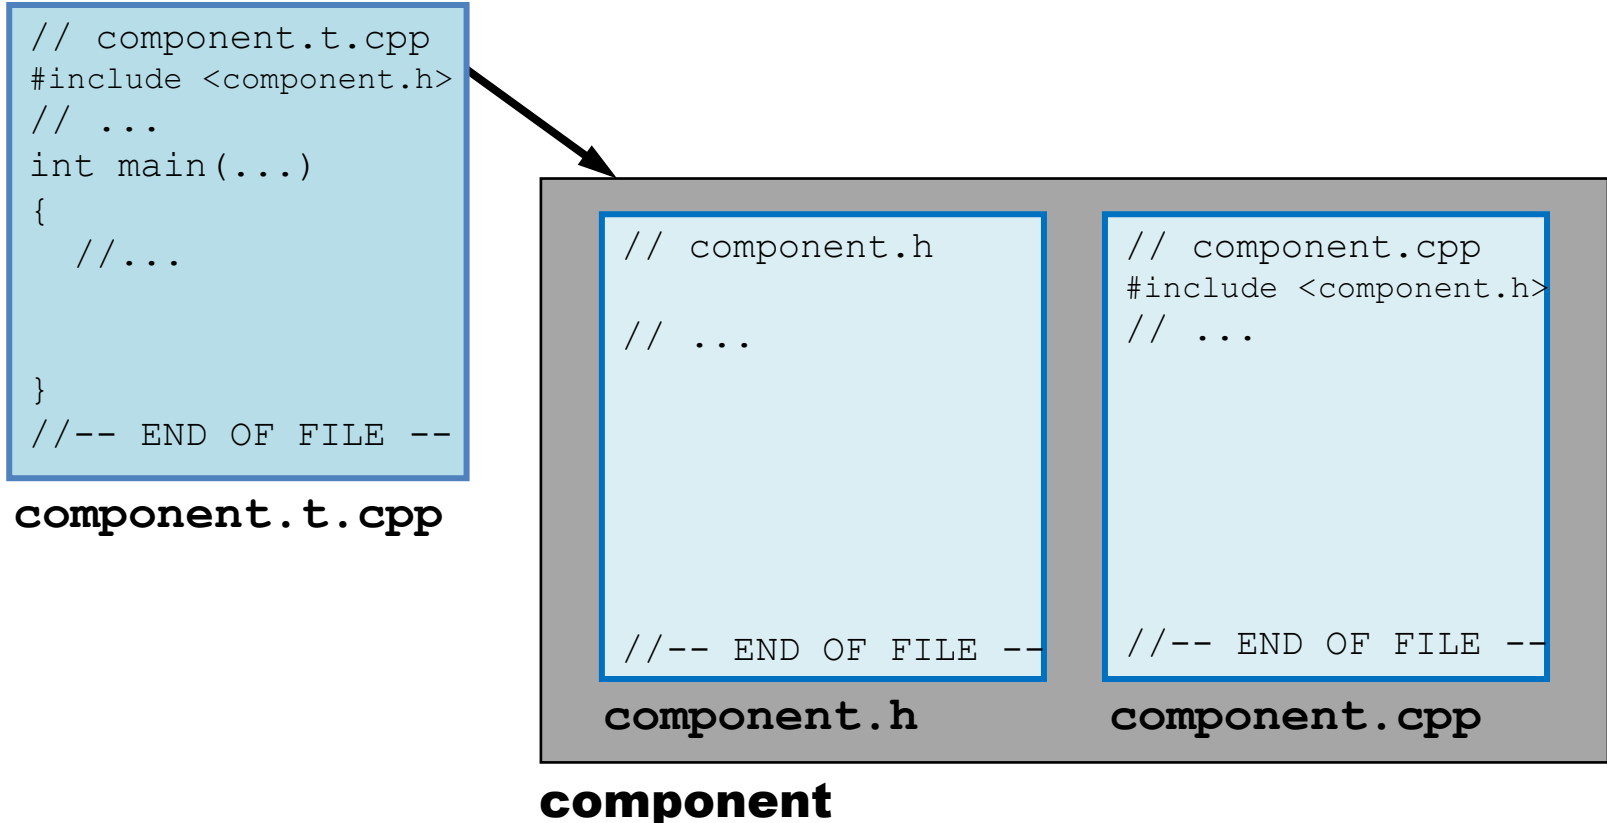 // component.t.cpp
#include <component.h>
// ...
int main(...)
{
//...
}
//-- END OF FILE --
component.t.cpp
// component.h
// ...
//-- END OF FILE --
component.h
// component.cpp
#include <component.h>
// ...
//-- END OF FILE --
component.cpp
component